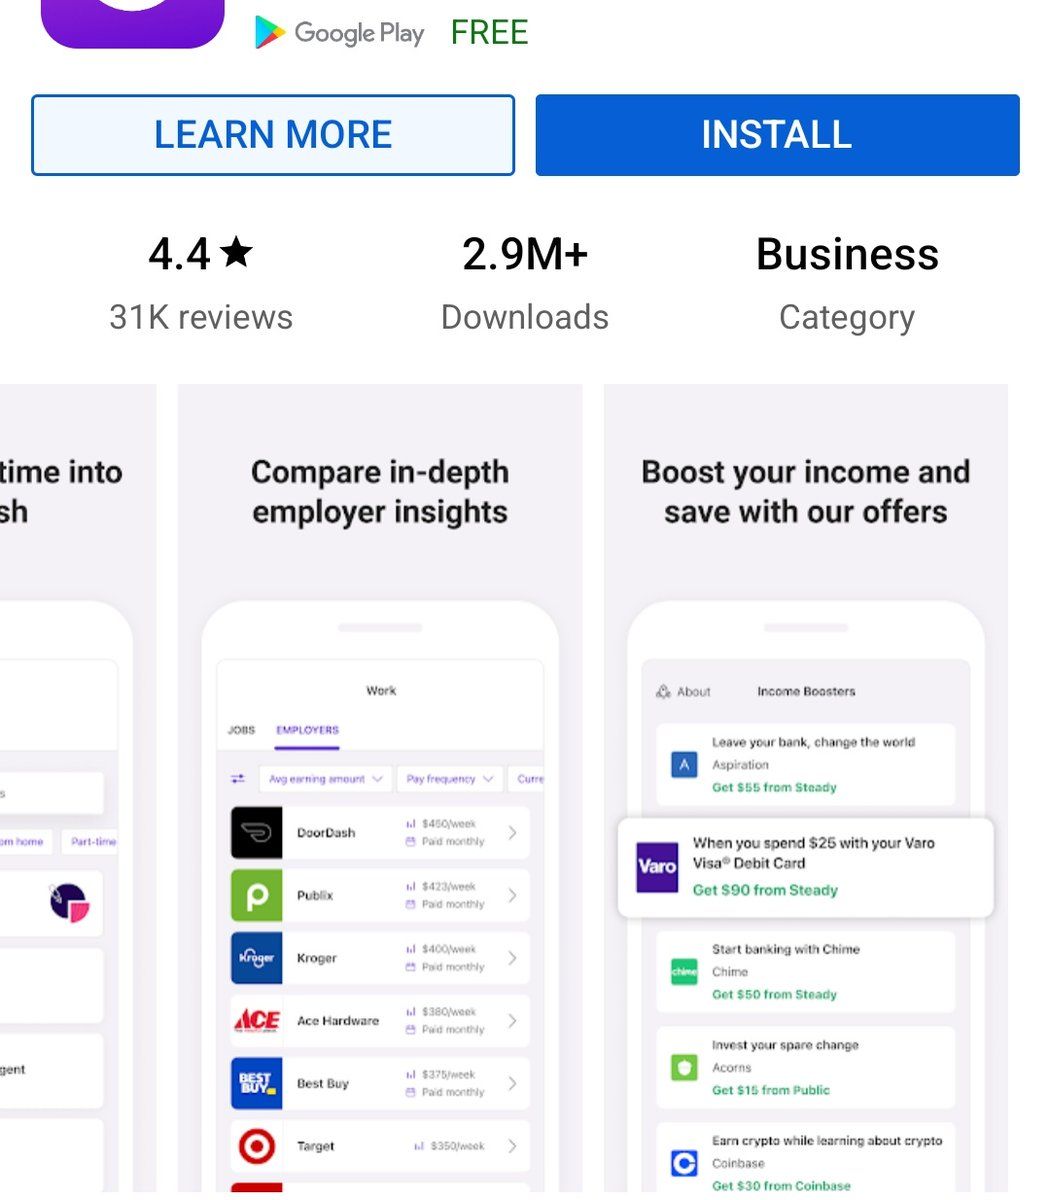 Google Play FREE
LEARN MORE
INSTALL
4.4★
31K reviews
2.9M+
Downloads
Business
Category
time into
sh
s
om home
Part-time
gent
Compare in-depth
employer insights
Work
JOBS
EMPLOYERS
Avg earning amount
Pay frequency
Curre
DoorDash
$450/week
Paid monthly
Publix
$423/week
Paid monthly
Kroger
Kroger
$400/week
Paid monthly
ACE
Ace Hardware
$380/week
Paid monthly
BEST
BUY
Best Buy
$375/week
Paid monthly
Target
$350/week
Boost your income and
save with our offers
About
Income Boosters
A
Leave your bank, change the world
Aspiration
Get $55 from Steady
Varo
When you spend $25 with your Varo
Visa® Debit Card
Get $90 from Steady
chime
Start banking with Chime
Chime
Get $50 from Steady
Invest your spare change
Acorns
Get $15 from Public
Earn crypto while learning about crypto
Coinbase
Get $30 from Coinbase